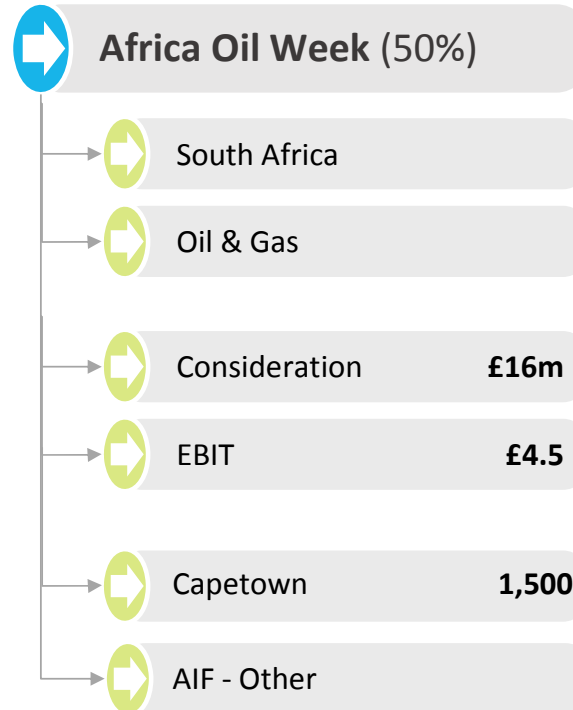 Africa Oil Week (50%)
South Africa
Oil & Gas
Consideration £16m
EBIT £4.5
Capetown 1,500
AIF - Other